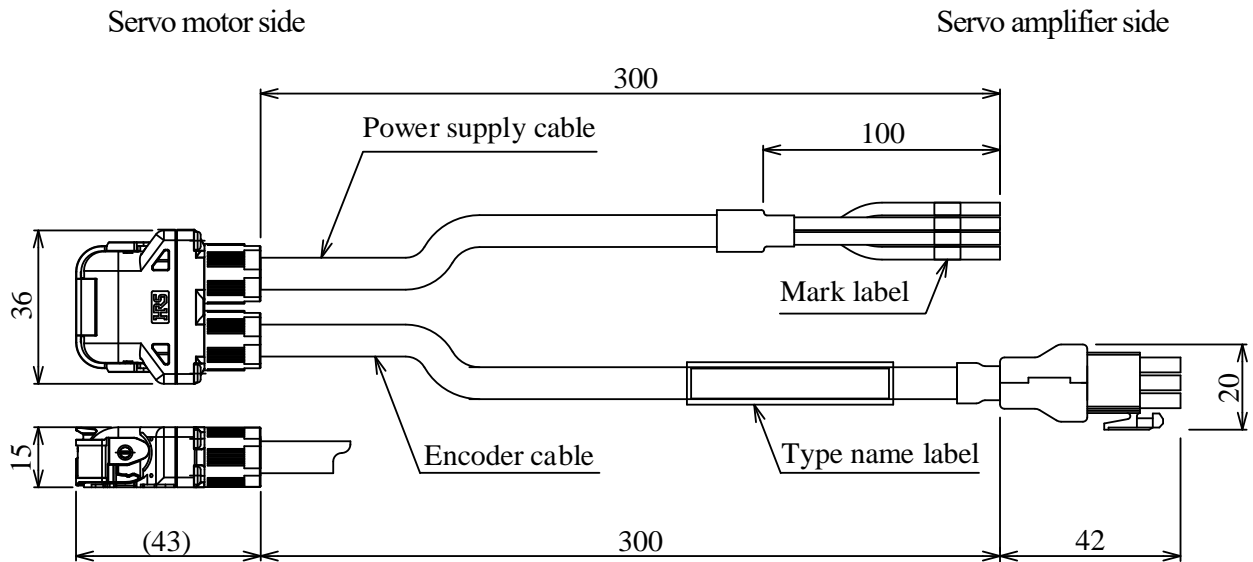 Servo motor side
Servo amplifier side
300
Power supply cable
100
36
HRS
Mark label
20
15
Encoder cable
Type name label
(43)
300
42